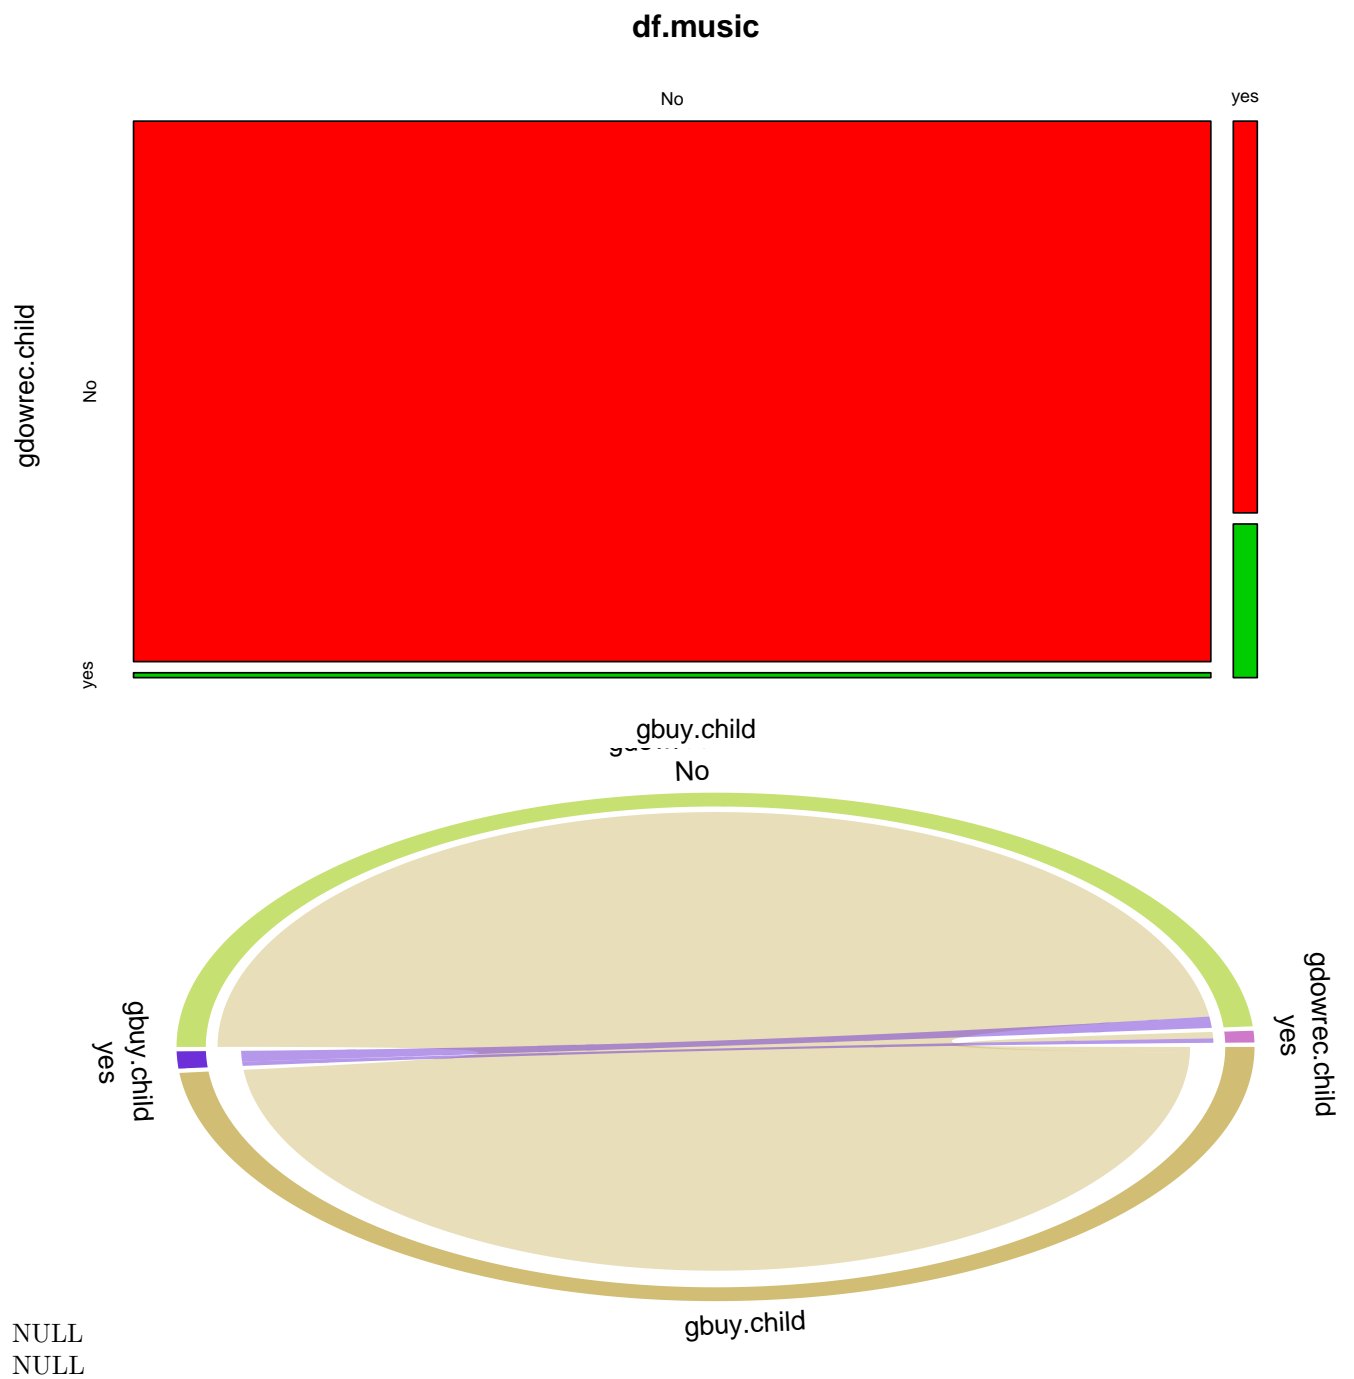 df.music
No
yes
gdowrec.child
No
yes
gbuy.child
No
gdowrec.child
yes
gbuy.child
yes
gbuy.child
NULL
NULL